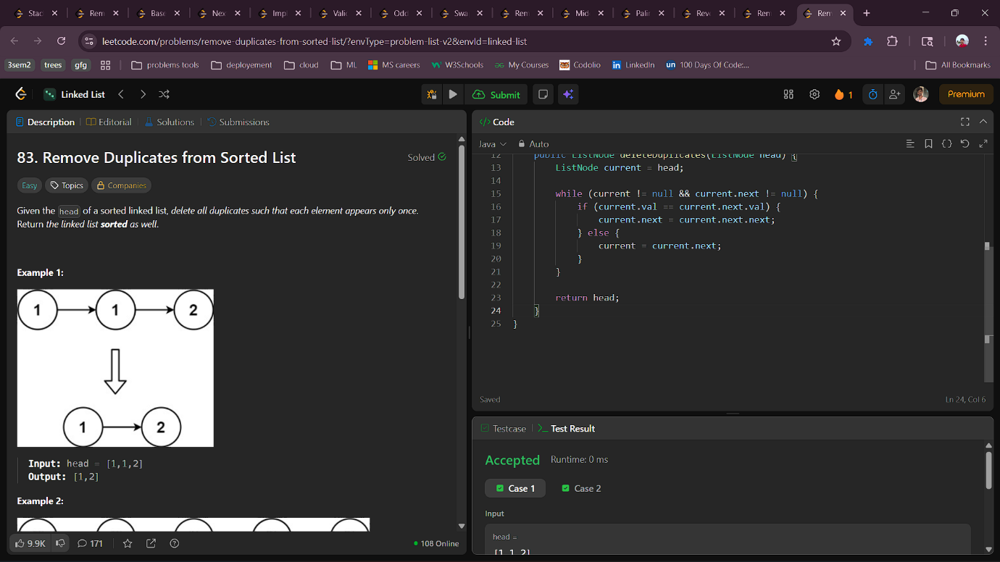 Stac
Rem
Base
Nex
Impl
Valid
Odd
Swa
Rem
Mid
Pali
Reve
Rem
Rem
leetcode.com/problems/remove-duplicates-from-sorted-list/?envType=problem-list-v2&envId=linked-list
3sem2 trees gfg problems tools deployement cloud ML MS careers W3Schools My Courses Codolio LinkedIn 100 Days Of Code:... All Bookmarks
Linked List Submit 1 Premium
Description Editorial Solutions Submissions
83. Remove Duplicates from Sorted List Solved
Easy Topics Companies
Given the head of a sorted linked list, delete all duplicates such that each element appears only once.
Return the linked list sorted as well.
Example 1:
1 1 2
1 2
Input: head = [1,1,2]
Output: [1,2]
Example 2:
9.9K 171 108 Online
Code
Java Auto
12 public ListNode deleteDuplicates(ListNode head) {
13 ListNode current = head;
14
15 while (current != null && current.next != null) {
16 if (current.val == current.next.val) {
17 current.next = current.next.next;
18 } else {
19 current = current.next;
20 }
21 }
22
23 return head;
24 }
25 }
Saved Ln 24, Col 6
Testcase Test Result
Accepted Runtime: 0 ms
Case 1 Case 2
Input
head =
[1,1,2]